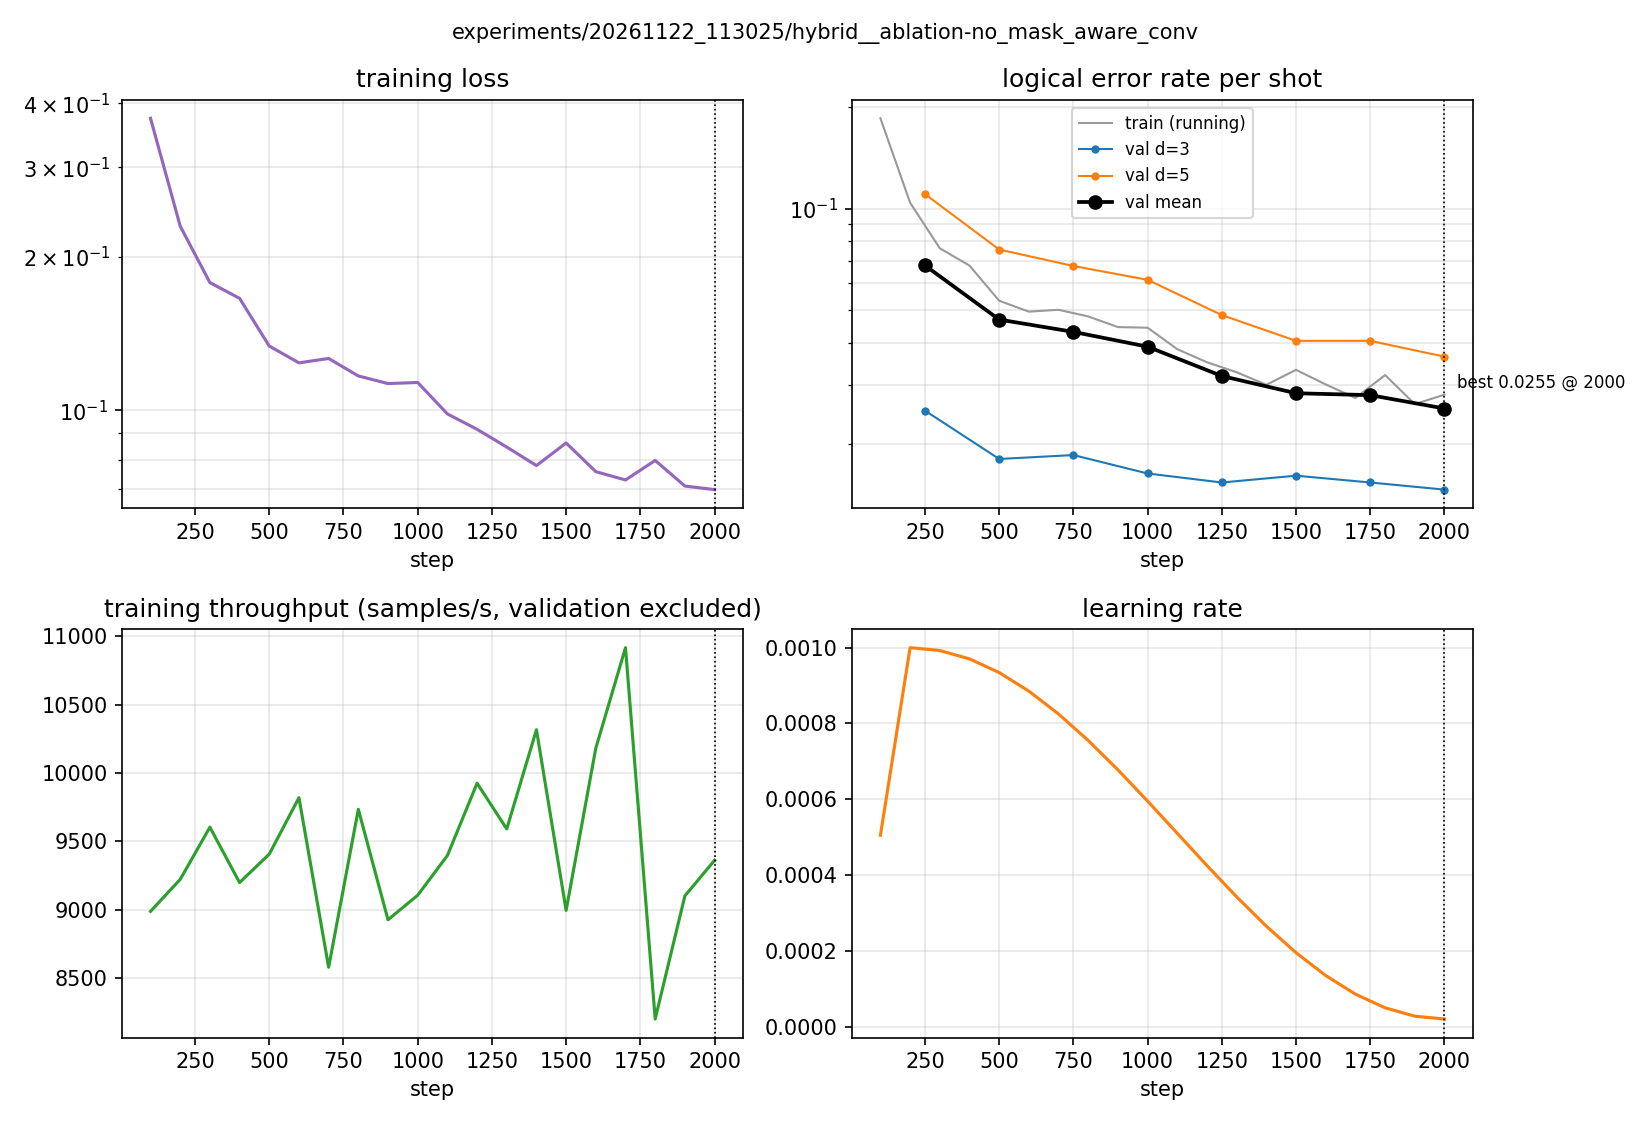 experiments/20261122_113025/hybrid__ablation-no_mask_aware_conv
training loss
4 × 10⁻¹
3 × 10⁻¹
2 × 10⁻¹
10⁻¹
250 500 750 1000 1250 1500 1750 2000
step
logical error rate per shot
train (running)
val d=3
val d=5
val mean
10⁻¹
best 0.0255 @ 2000
250 500 750 1000 1250 1500 1750 2000
step
training throughput (samples/s, validation excluded)
11000
10500
10000
9500
9000
8500
250 500 750 1000 1250 1500 1750 2000
step
learning rate
0.0010
0.0008
0.0006
0.0004
0.0002
0.0000
250 500 750 1000 1250 1500 1750 2000
step